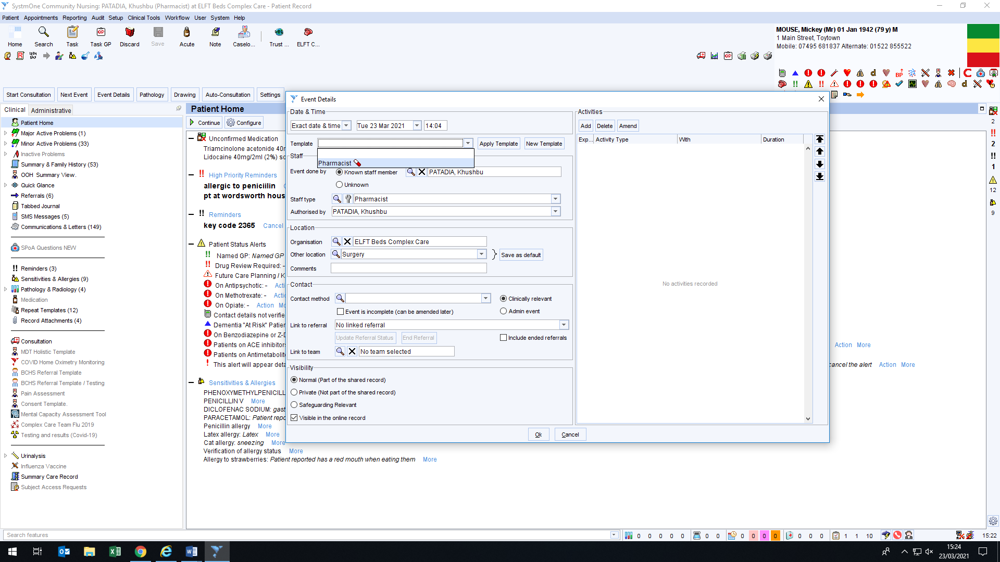 SystmOne Community Nursing: PATADIA, Khushbu (Pharmacist) at ELFT Beds Complex Care - Patient Record
Patient Appointments Reporting Audit Setup Clinical Tools Workflow User System Help
Home Search Task Task GP Discard Save Acute Note Caselo... Trust ... ELFT C...
MOUSE, Mickey (Mr) 01 Jan 1942 (79 y) M
1 Main Street, Toytown
Mobile: 07495 681837 Alternate: 01522 855522
Start Consultation Next Event Event Details Pathology Drawing Auto-Consultation Settings
Clinical Administrative
Patient Home
Major Active Problems (1)
Minor Active Problems (33)
Inactive Problems
Summary & Family History (53)
OOH Summary View.
Quick Glance
Referrals (6)
Tabbed Journal
SMS Messages (5)
Communications & Letters (149)
SPoA Questions NEW
Reminders (3)
Sensitivities & Allergies (9)
Pathology & Radiology (4)
Medication
Repeat Templates (12)
Record Attachments (4)
Consultation
MDT Holistic Template
COVID Home Oximetry Monitoring
BCHS Referral Template
BCHS Referral Template / Testing
Pain Assessment
Consent Template.
Mental Capacity Assessment Tool
Complex Care Team Flu 2019
Testing and results (Covid-19)
Urinalysis
Influenza Vaccine
Summary Care Record
Subject Access Requests
Patient Home
Continue Configure
Unconfirmed Medication
Triamcinolone acetonide 40m
Lidocaine 40mg/2ml (2%) so
High Priority Reminders
allergic to peniciilin
pt at wordsworth hous
Reminders
key code 2365 Cancel
Patient Status Alerts
Named GP: Named GP
Drug Review Required: -
Future Care Planning / K
On Antipsychotic: - Acti
On Methotrexate: - Actio
On Opiate: - Action Mo
Contact details not verifie
Dementia "At Risk" Patien
On Benzodiazepine or Z-D
Patients on ACE inhibitors
Patients on Antimetabolite
This alert will appear deta
Sensitivities & Allergies
PHENOXYMETHYLPENICILL
PENICILLIN V More
DICLOFENAC SODIUM: gast
PARACETAMOL: Patient repo
Penicillin allergy More
Latex allergy: Latex More
Cat allergy: sneezing More
Verification of allergy status More
Allergy to strawberries: Patient reported has a red mouth when eating them More
Event Details
Date & Time
Exact date & time Tue 23 Mar 2021 14:04
Template Apply Template New Template
Pharmacist
Staff
Event done by Known staff member PATADIA, Khushbu
Unknown
Staff type Pharmacist
Authorised by PATADIA, Khushbu
Location
Organisation ELFT Beds Complex Care
Other location Surgery } Save as default
Comments
Contact
Contact method Clinically relevant
Event is incomplete (can be amended later) Admin event
Link to referral No linked referral
Update Referral Status End Referral Include ended referrals
Link to team No team selected
Visibility
Normal (Part of the shared record)
Private (Not part of the shared record)
Safeguarding Relevant
Visible in the online record
Activities
Add Delete Amend
Exp... Activity Type With Duration
No activities recorded
Ok Cancel
Action More
cancel the alert Action More
2
2
1
12
9
Search features
0 0 0 0 0 0 0 0 0 0 0 0 0 0 1 1 10 15:22
15:24
23/03/2021